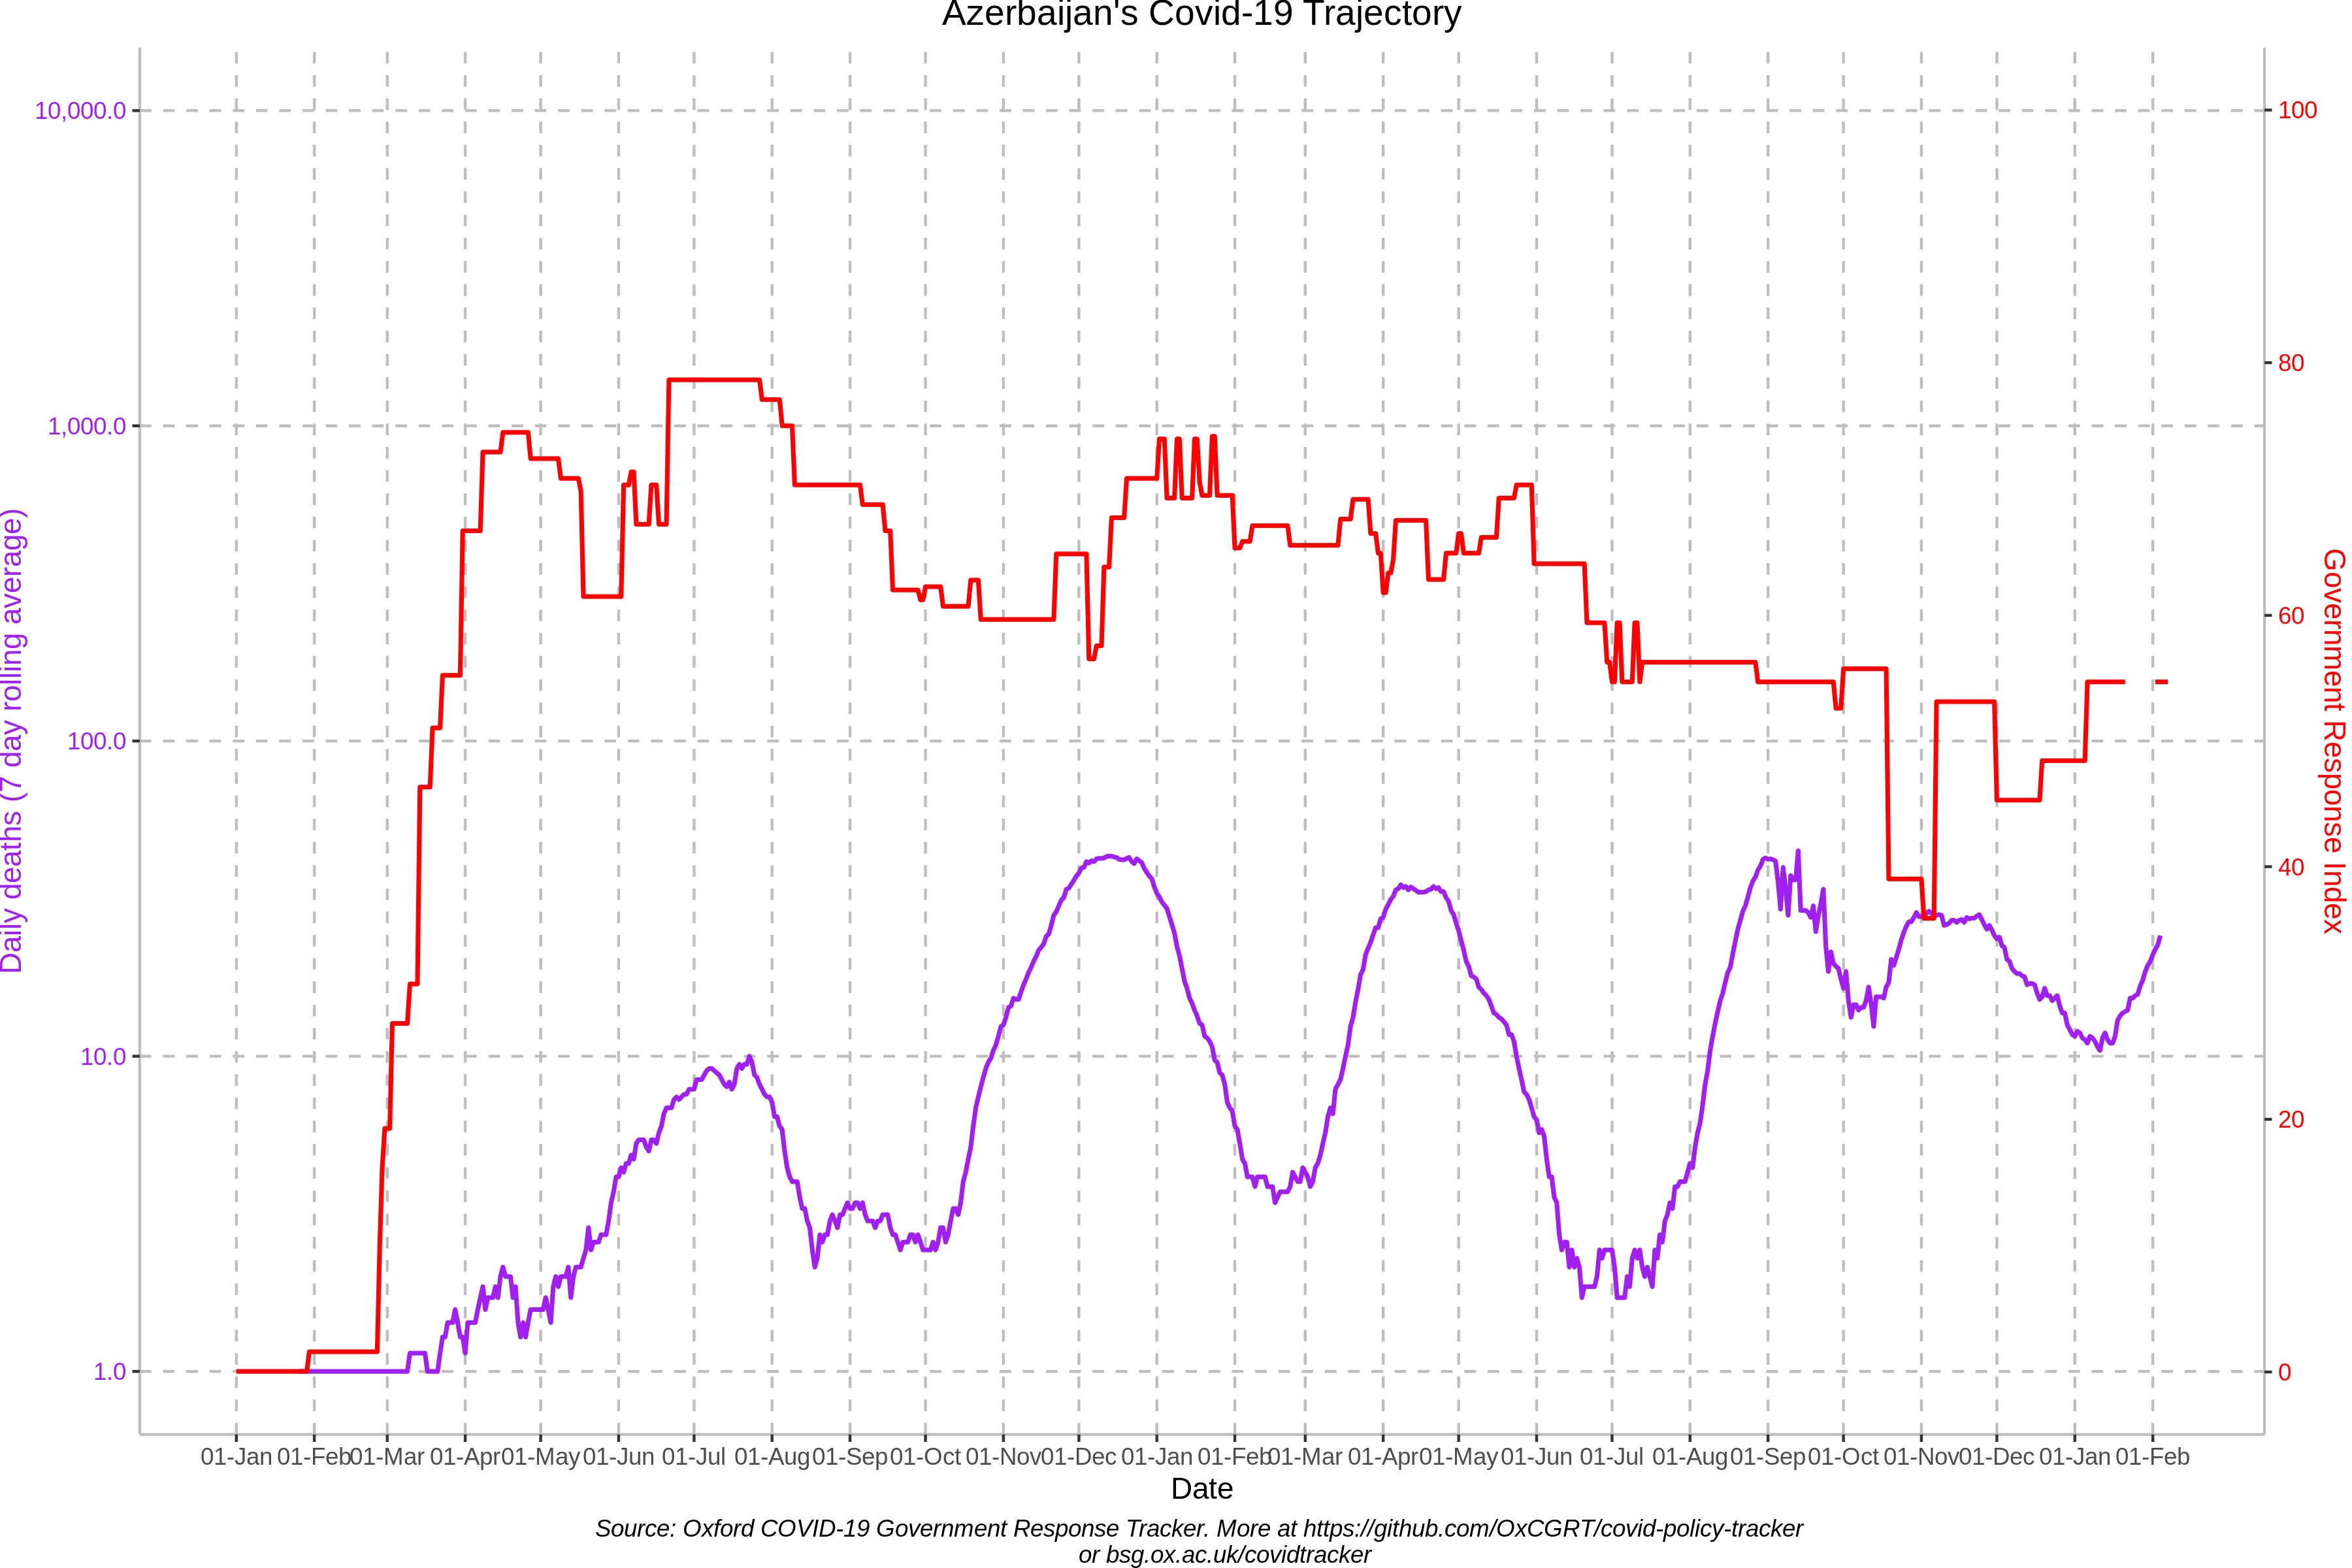 Azerbaijan's Covid-19 Trajectory
10,000.0
1,000.0
100.0
10.0
1.0
Daily deaths (7 day rolling average)
100
80
60
40
20
0
Government Response Index
01-Jan 01-Feb 01-Mar 01-Apr 01-May 01-Jun 01-Jul 01-Aug 01-Sep 01-Oct 01-Nov 01-Dec 01-Jan 01-Feb 01-Mar 01-Apr 01-May 01-Jun 01-Jul 01-Aug 01-Sep 01-Oct 01-Nov 01-Dec 01-Jan 01-Feb
Date
Source: Oxford COVID-19 Government Response Tracker. More at https://github.com/OxCGRT/covid-policy-tracker
or bsg.ox.ac.uk/covidtracker